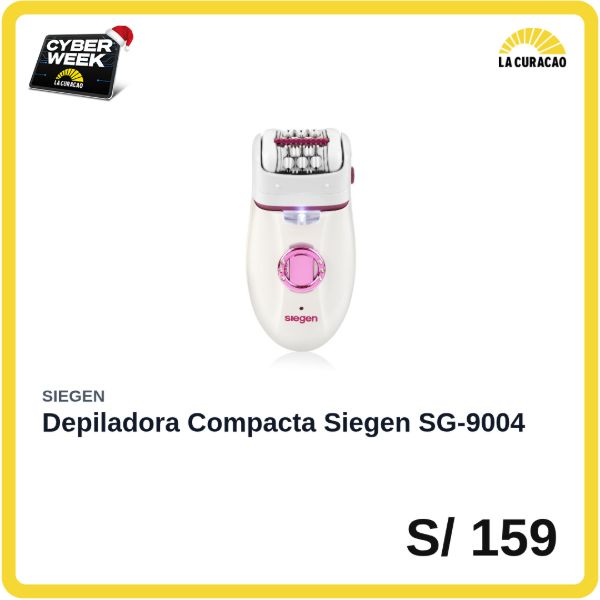 CYBER
WEEK
LA CURACAO
LA CURACAO
siegen
SIEGEN
Depiladora Compacta Siegen SG-9004
S/ 159